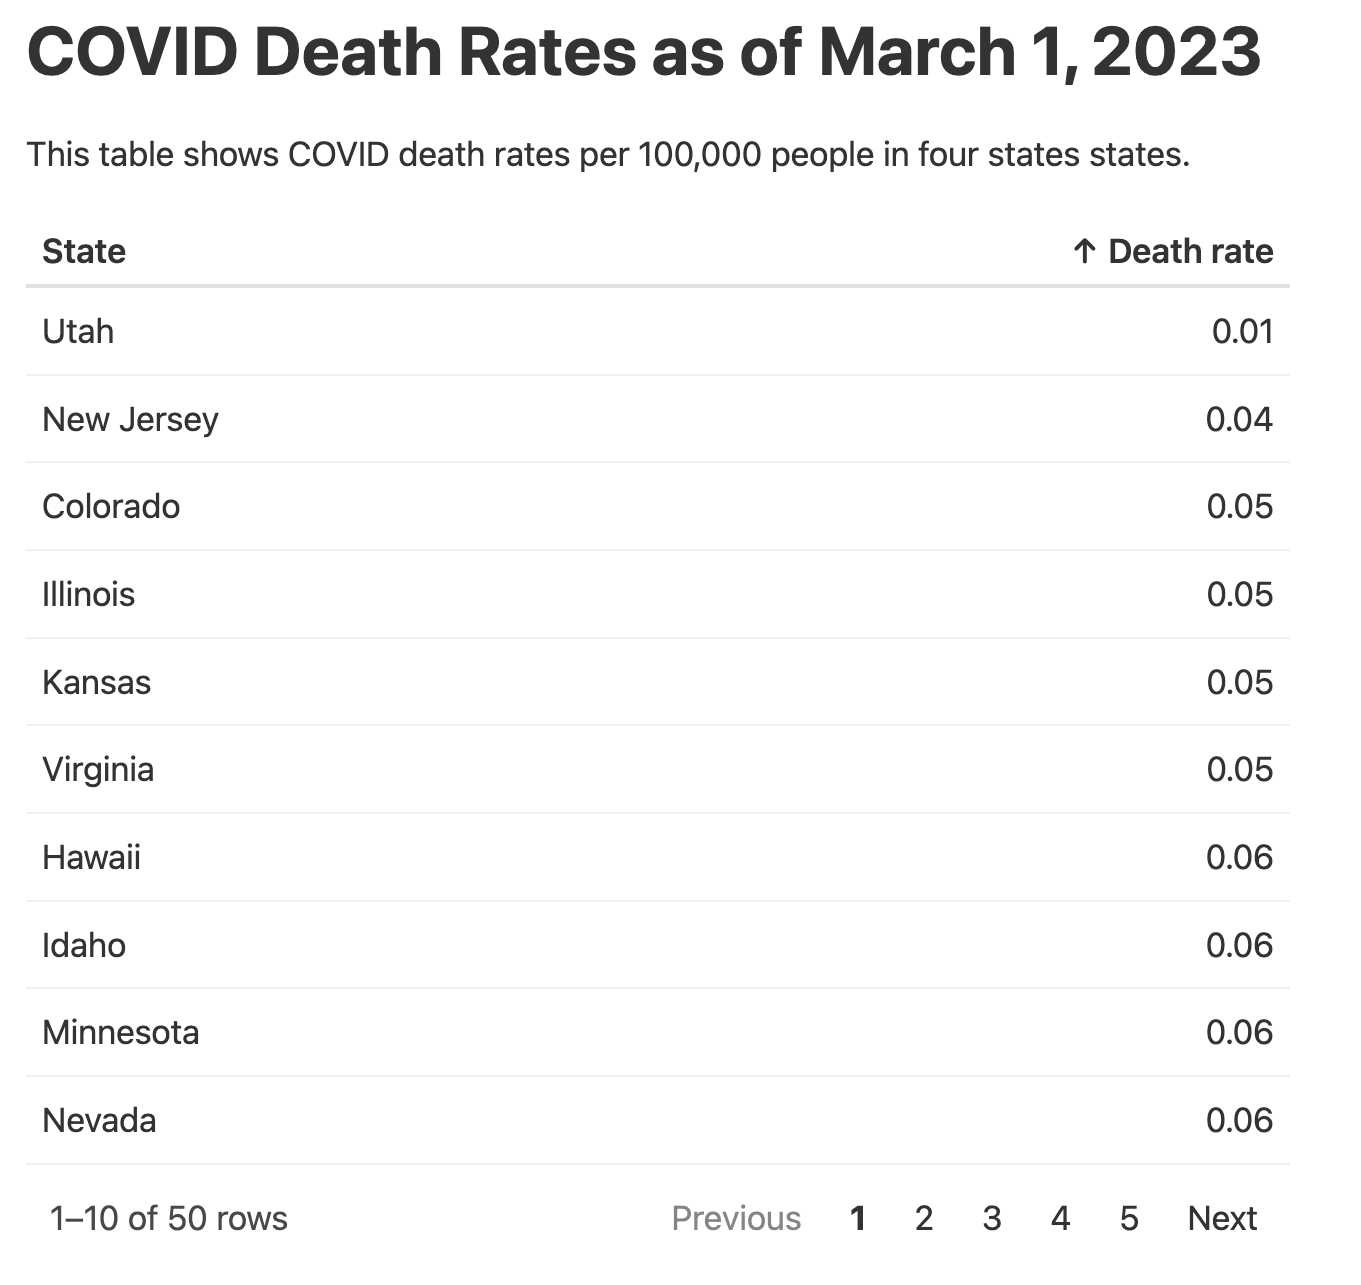 COVID Death Rates as of March 1, 2023
This table shows COVID death rates per 100,000 people in four states states.
State ↑ Death rate
Utah 0.01
New Jersey 0.04
Colorado 0.05
Illinois 0.05
Kansas 0.05
Virginia 0.05
Hawaii 0.06
Idaho 0.06
Minnesota 0.06
Nevada 0.06
1–10 of 50 rows Previous 1 2 3 4 5 Next